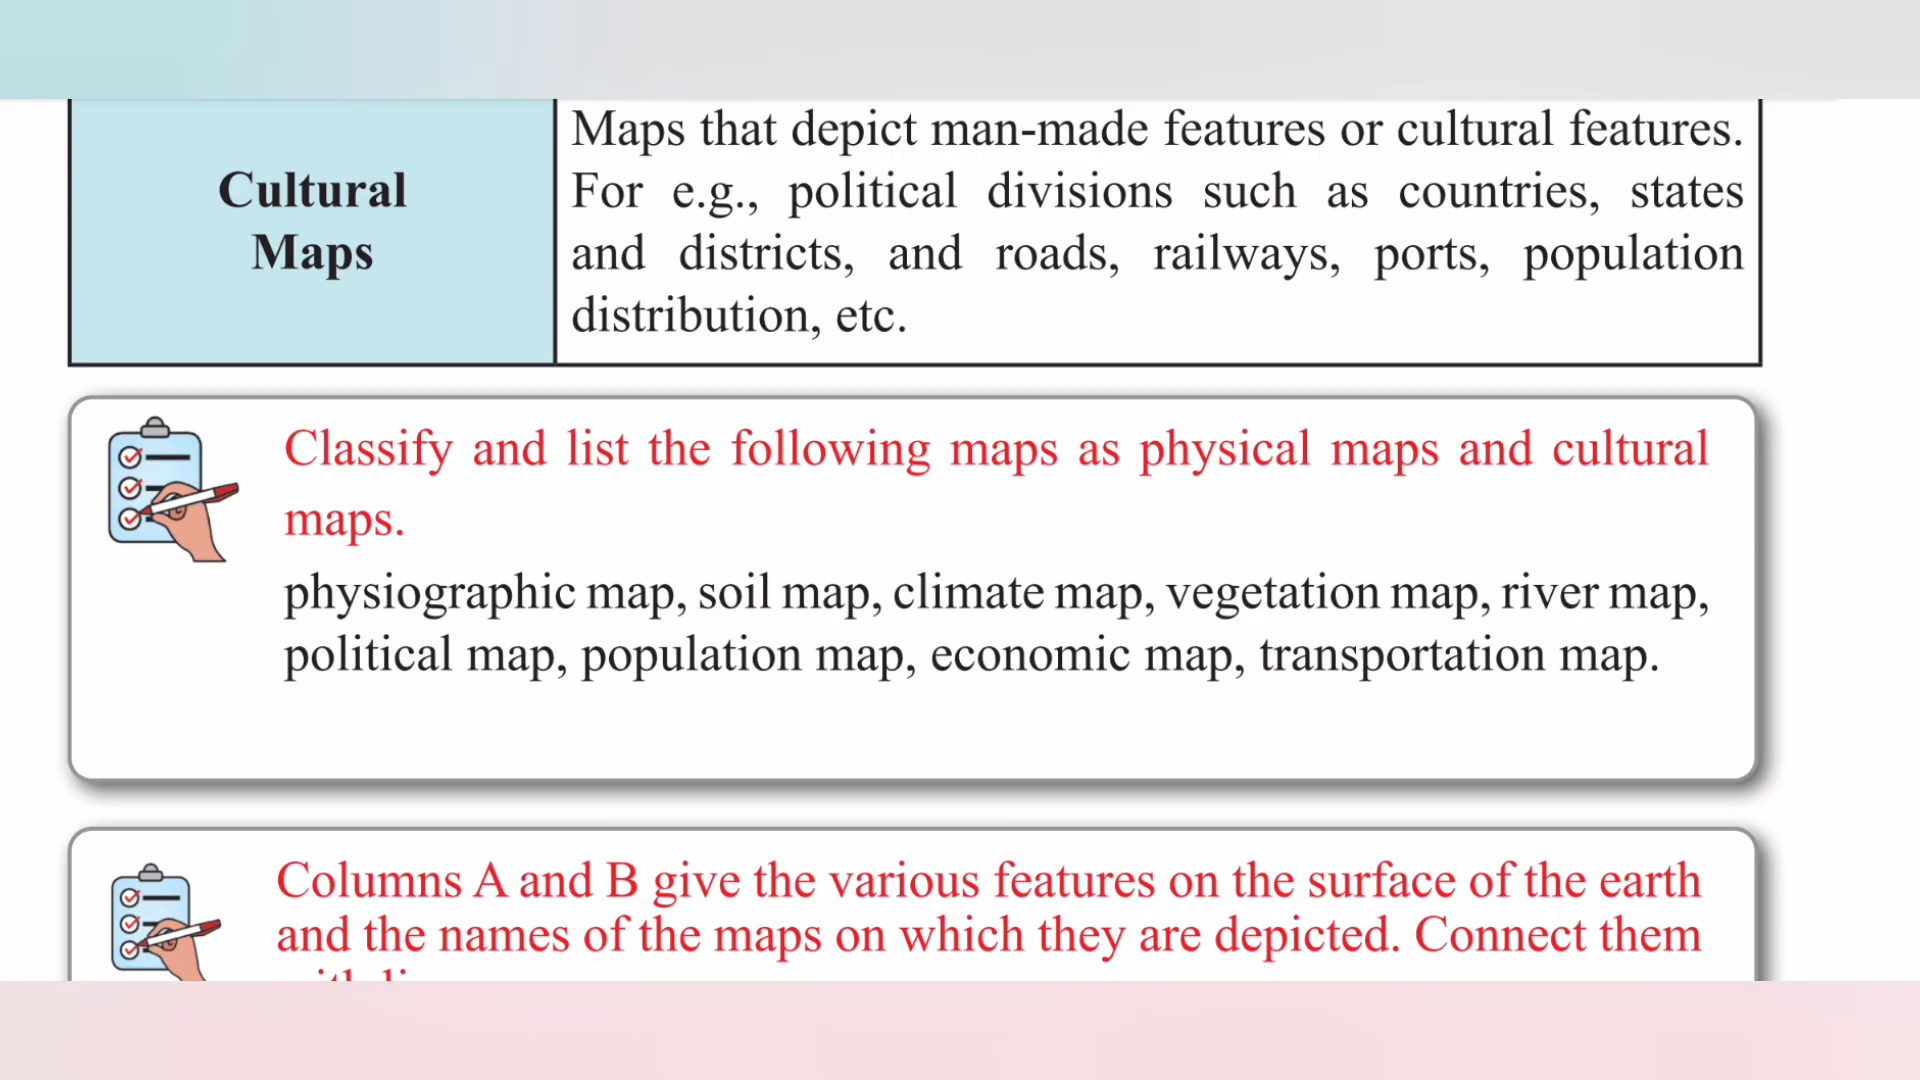 Cultural
Maps
Maps that depict man-made features or cultural features.
For e.g., political divisions such as countries, states
and districts, and roads, railways, ports, population
distribution, etc.
Classify and list the following maps as physical maps and cultural
maps.
physiographic map, soil map, climate map, vegetation map, river map,
political map, population map, economic map, transportation map.
Columns A and B give the various features on the surface of the earth
and the names of the maps on which they are depicted. Connect them